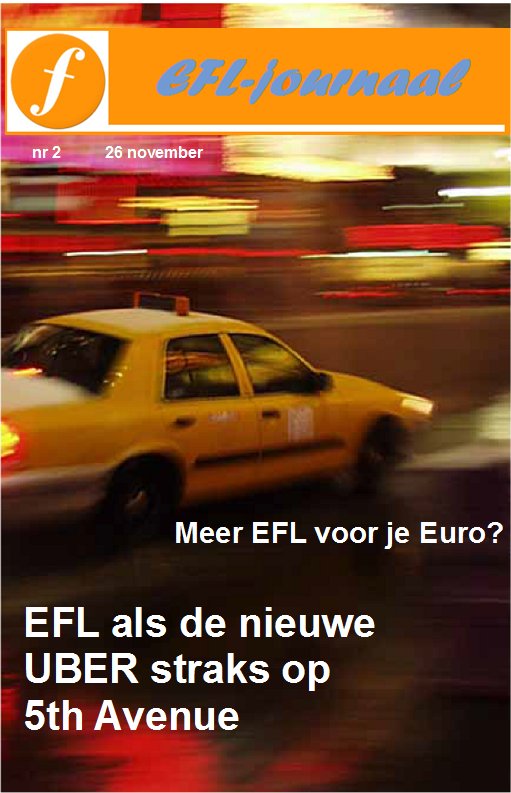 f
EFL-journaal
nr 2 26 november
Meer EFL voor je Euro?
EFL als de nieuwe
UBER straks op
5th Avenue